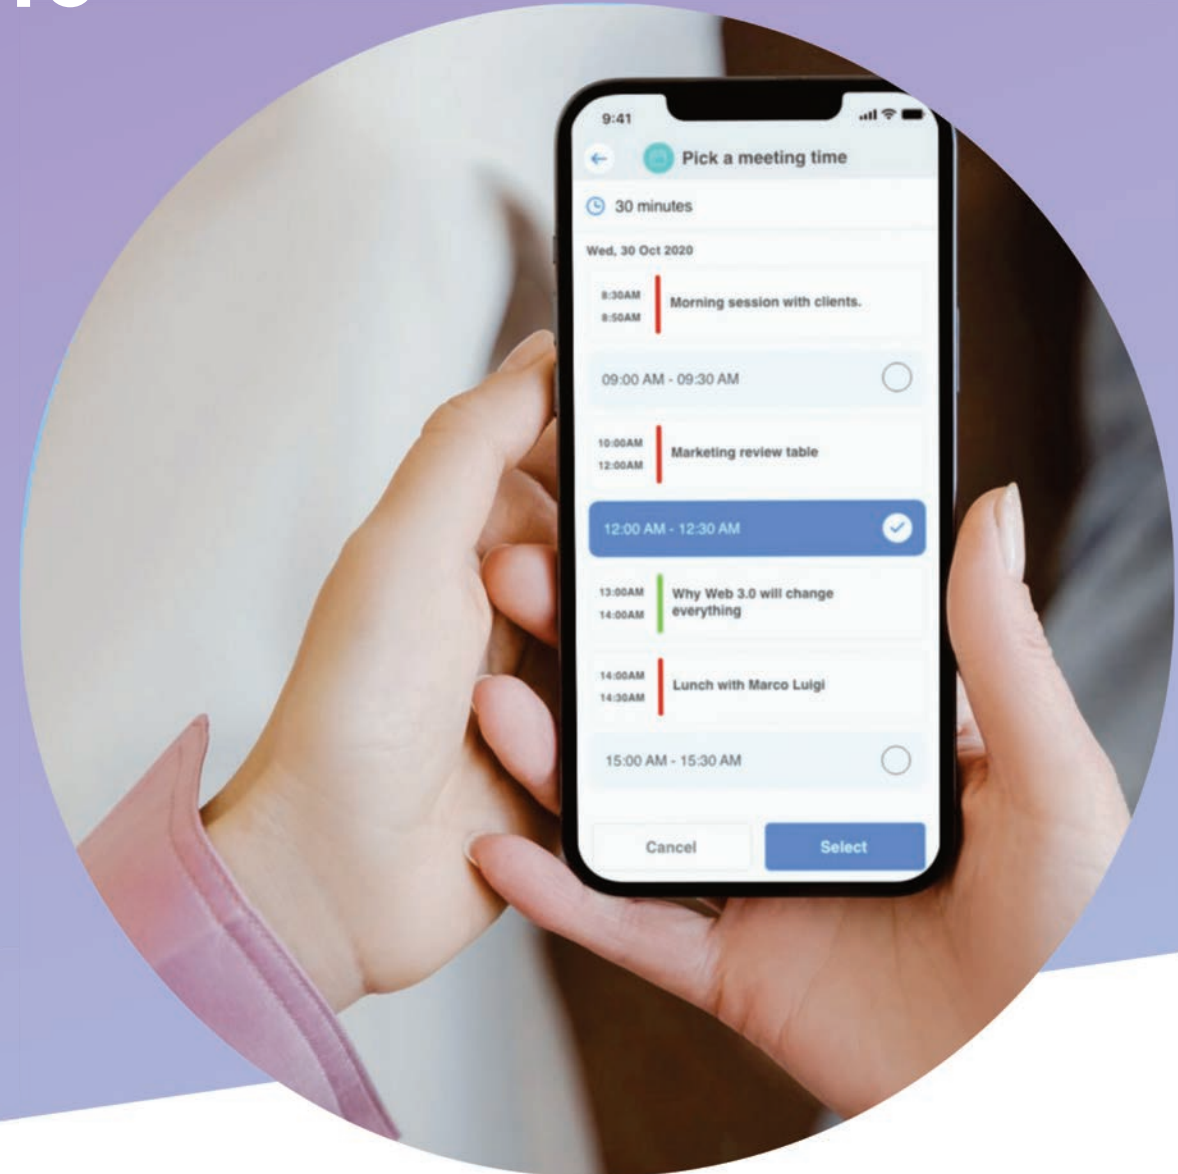 9:41
Pick a meeting time
30 minutes
Wed, 30 Oct 2020
8:30AM
8:50AM
Morning session with clients.
09:00 AM - 09:30 AM
10:00AM
12:00AM
Marketing review table
12:00 AM - 12:30 AM
13:00AM
14:00AM
Why Web 3.0 will change
everything
14:00AM
14:30AM
Lunch with Marco Luigi
15:00 AM - 15:30 AM
Cancel
Select